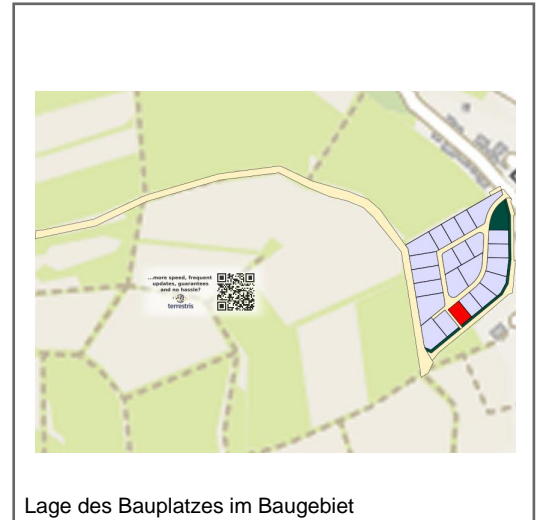 ...more speed, frequent
updates, guarantees
and no hassle?
terrestris
Lage des Bauplatzes im Baugebiet